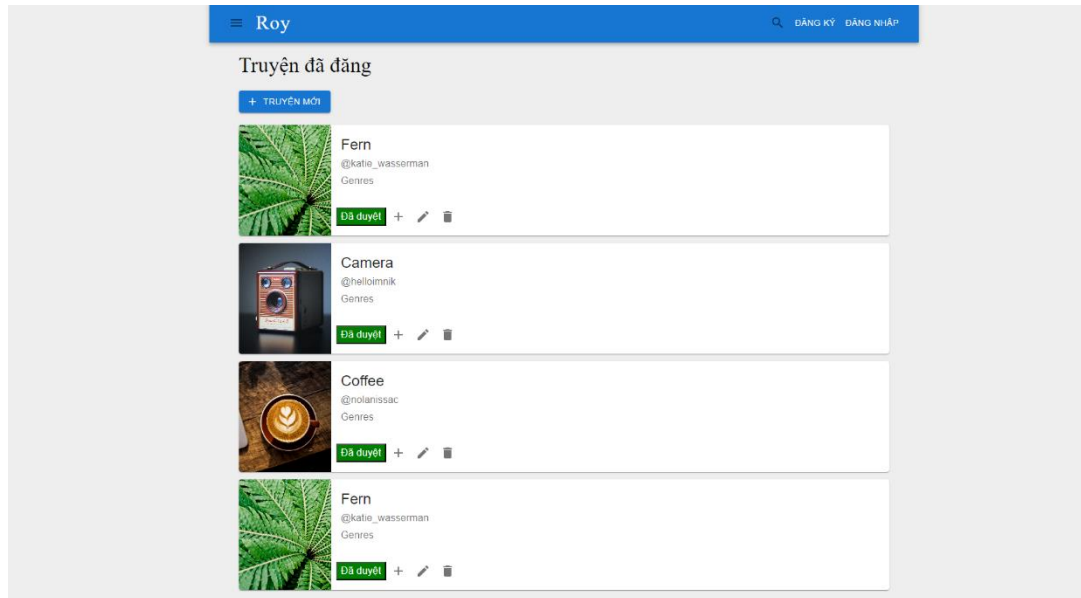 Roy
ĐĂNG KÝ ĐĂNG NHẬP
Truyện đã đăng
+ TRUYỆN MỚI
Fern
@katie_wasserman
Genres
Đã duyệt
Camera
@helloimnik
Genres
Đã duyệt
Coffee
@nolanissac
Genres
Đã duyệt
Fern
@katie_wasserman
Genres
Đã duyệt